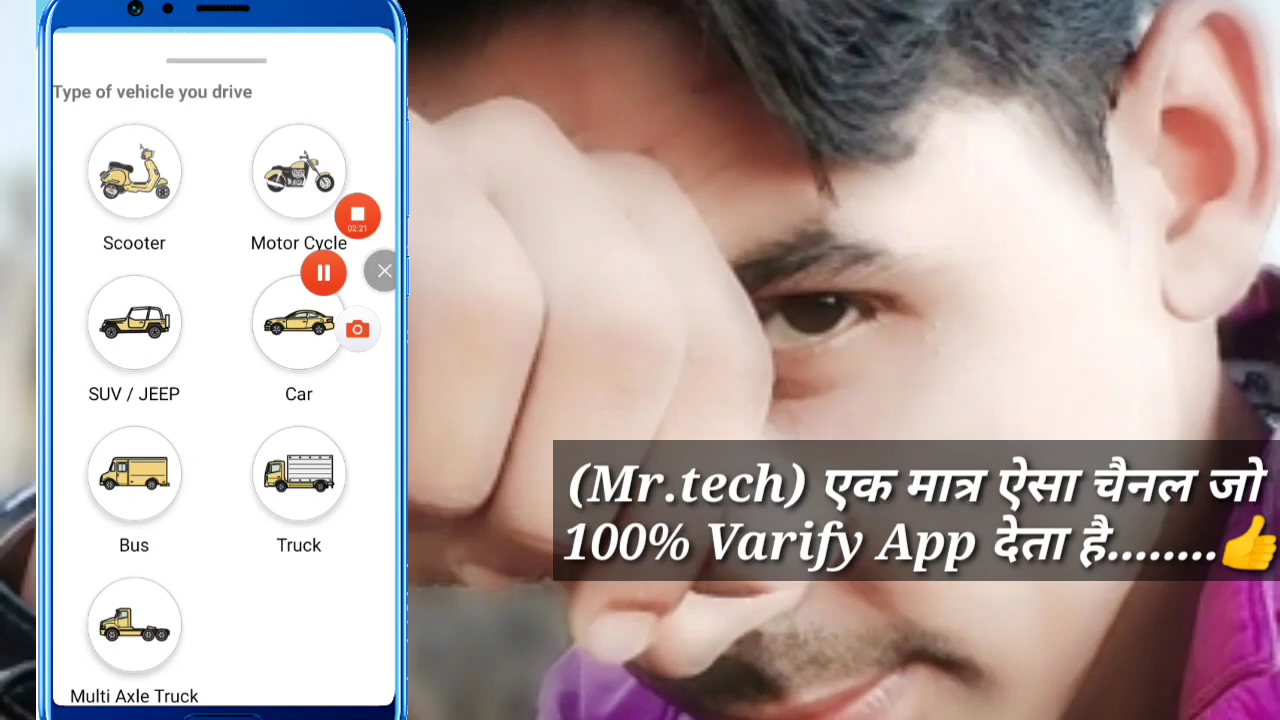 Type of vehicle you drive
Scooter
Motor Cycle
02:21
SUV / JEEP
Car
Bus
Truck
Multi Axle Truck
(Mr.tech) एक मात्र ऐसा चैनल जो
100% Varify App देता है........👍